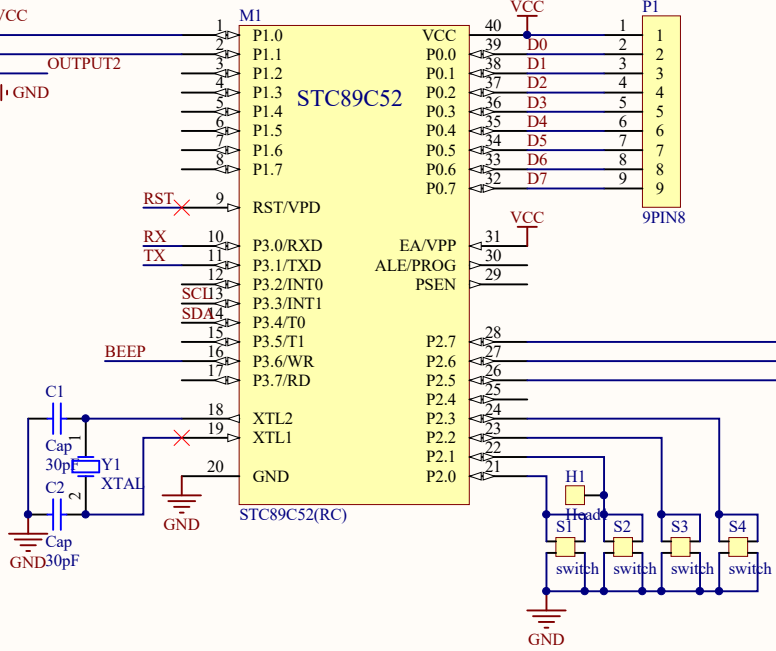 VCC
OUTPUT2
GND
M1
STC89C52
1 P1.0
2 P1.1
3 P1.2
4 P1.3
5 P1.4
6 P1.5
7 P1.6
8 P1.7
RST 9 RST/VPD
RX 10 P3.0/RXD
TX 11 P3.1/TXD
12 P3.2/INT0
SCL 13 P3.3/INT1
SDA 14 P3.4/T0
15 P3.5/T1
BEEP 16 P3.6/WR
17 P3.7/RD
18 XTL2
19 XTL1
20 GND
GND
STC89C52(RC)
VCC
VCC 40
P0.0 39 D0
P0.1 38 D1
P0.2 37 D2
P0.3 36 D3
P0.4 35 D4
P0.5 34 D5
P0.6 33 D6
P0.7 32 D7
P1
1 1
2 2
3 3
4 4
5 5
6 6
7 7
8 8
9 9
9PIN8
VCC
EA/VPP 31
ALE/PROG 30
PSEN 29
P2.7 28
P2.6 27
P2.5 26
P2.4 25
P2.3 24
P2.2 23
P2.1 22
P2.0 21
C1
Cap
30pF
1
Y1
XTAL
2
C2
Cap
30pF
GND
H1
S1
switch
S2
switch
S3
switch
S4
switch
GND